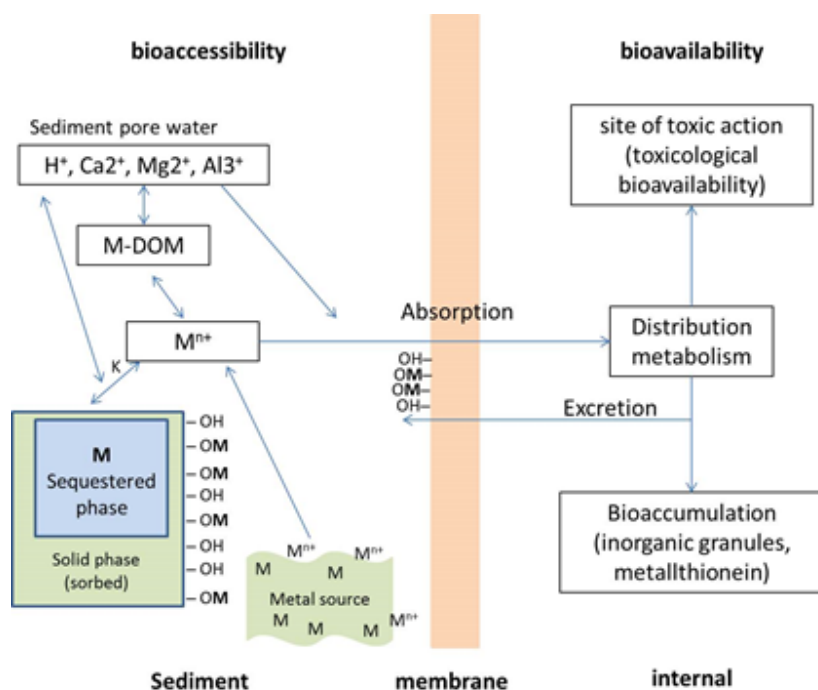 bioaccessibility
bioavailability
Sediment pore water
H⁺, Ca2⁺, Mg2⁺, Al3⁺
site of toxic action
(toxicological
bioavailability)
M-DOM
Absorption
Mⁿ⁺
Distribution
metabolism
K
OH–
OM–
OM–
OH–
Excretion
M
Sequestered
phase
Solid phase
(sorbed)
–OH
–OM
–OM
–OH
–OM
–OH
–OH
–OM
Mⁿ⁺
Mⁿ⁺
M
M
Metal source
M
M
M
M
Mⁿ⁺
Bioaccumulation
(inorganic granules,
metallthionein)
Sediment
membrane
internal